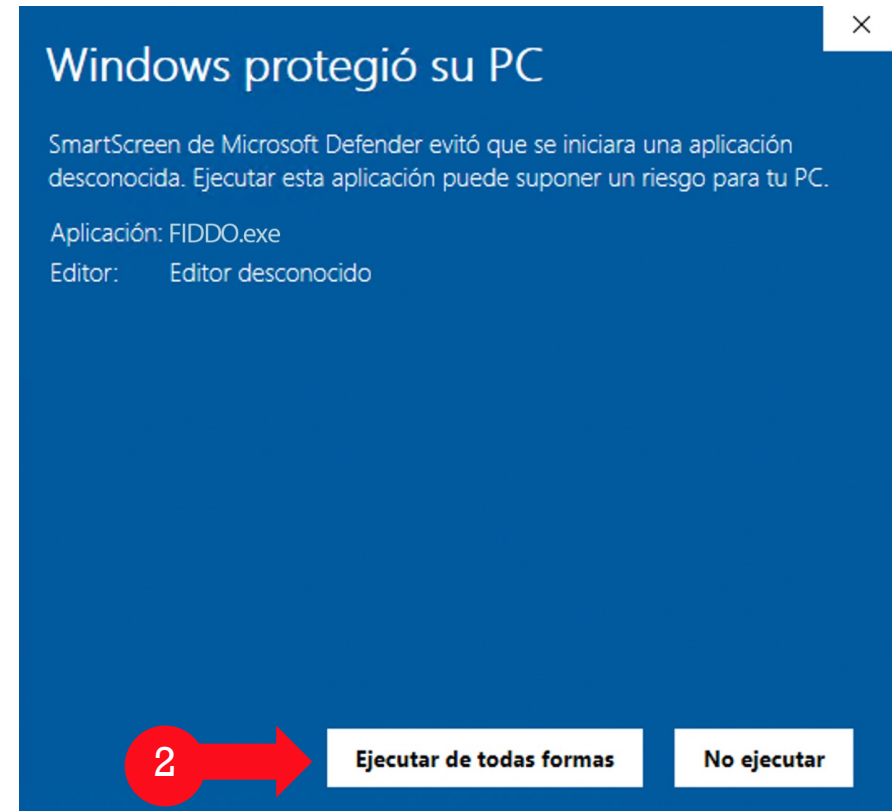 Windows protegió su PC
SmartScreen de Microsoft Defender evitó que se iniciara una aplicación
desconocida. Ejecutar esta aplicación puede suponer un riesgo para tu PC.
Aplicación: FIDDO.exe
Editor: Editor desconocido
2
Ejecutar de todas formas
No ejecutar